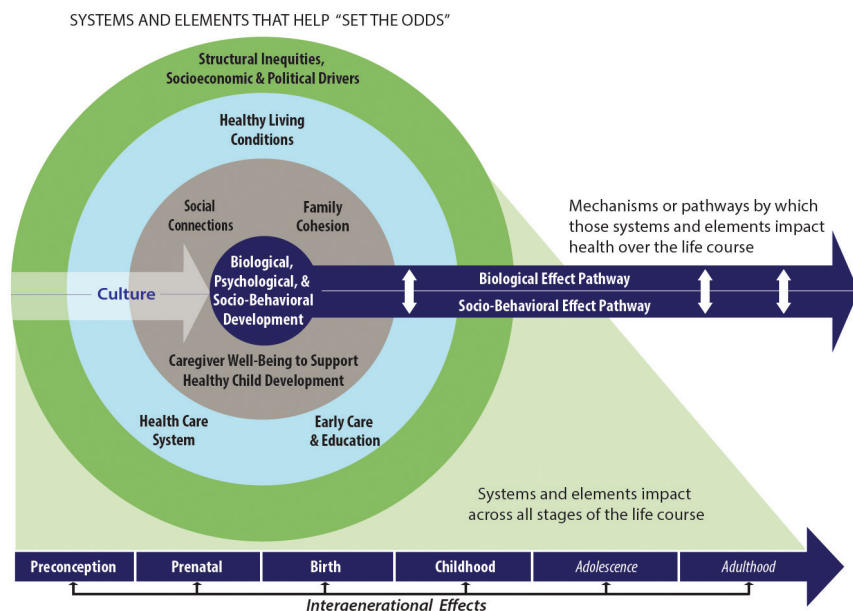 SYSTEMS AND ELEMENTS THAT HELP “SET THE ODDS”
Structural Inequities,
Socioeconomic & Political Drivers
Healthy Living
Conditions
Social
Connections
Family
Cohesion
Culture
Biological,
Psychological, &
Socio-Behavioral
Development
Caregiver Well-Being to Support
Healthy Child Development
Health Care
System
Early Care
& Education
Mechanisms or pathways by which
those systems and elements impact
health over the life course
Biological Effect Pathway
Socio-Behavioral Effect Pathway
Systems and elements impact
across all stages of the life course
Preconception
Prenatal
Birth
Childhood
Adolescence
Adulthood
Intergenerational Effects